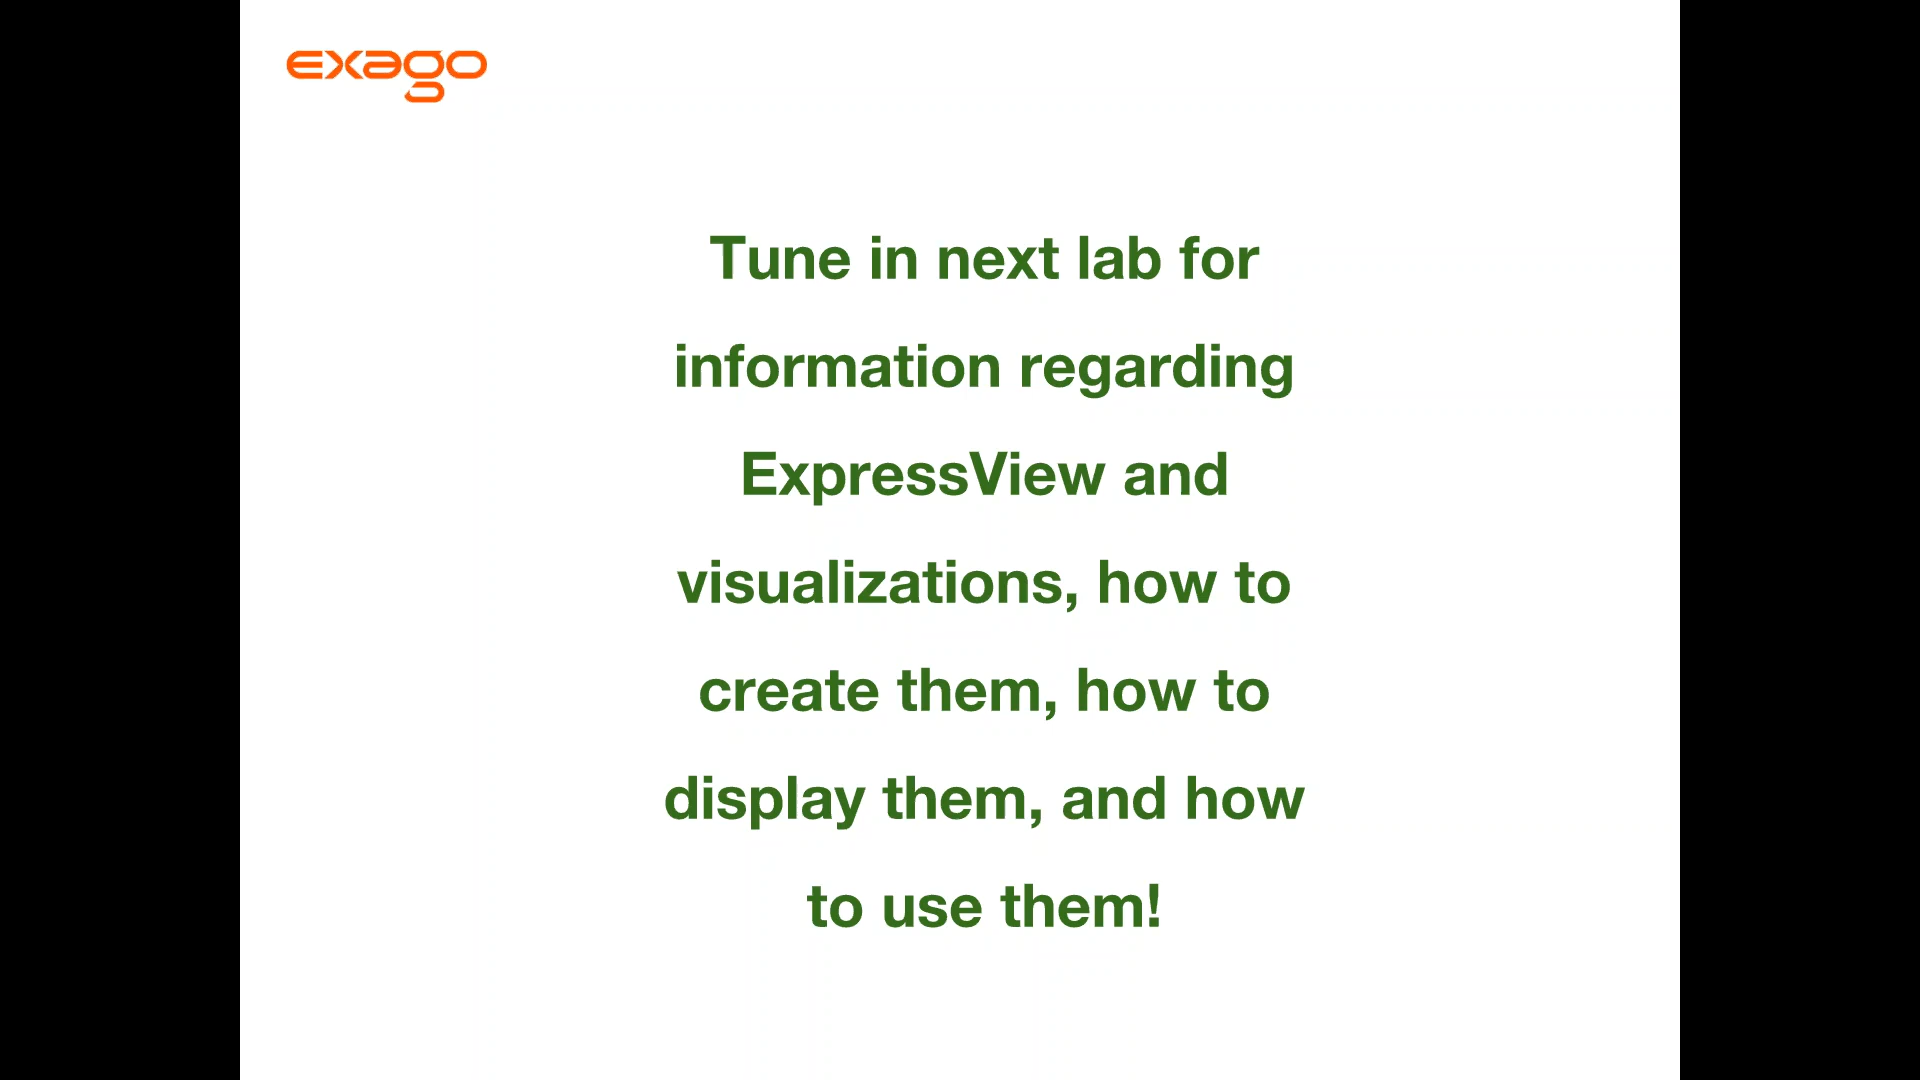 exago
Tune in next lab for
information regarding
ExpressView and
visualizations, how to
create them, how to
display them, and how
to use them!